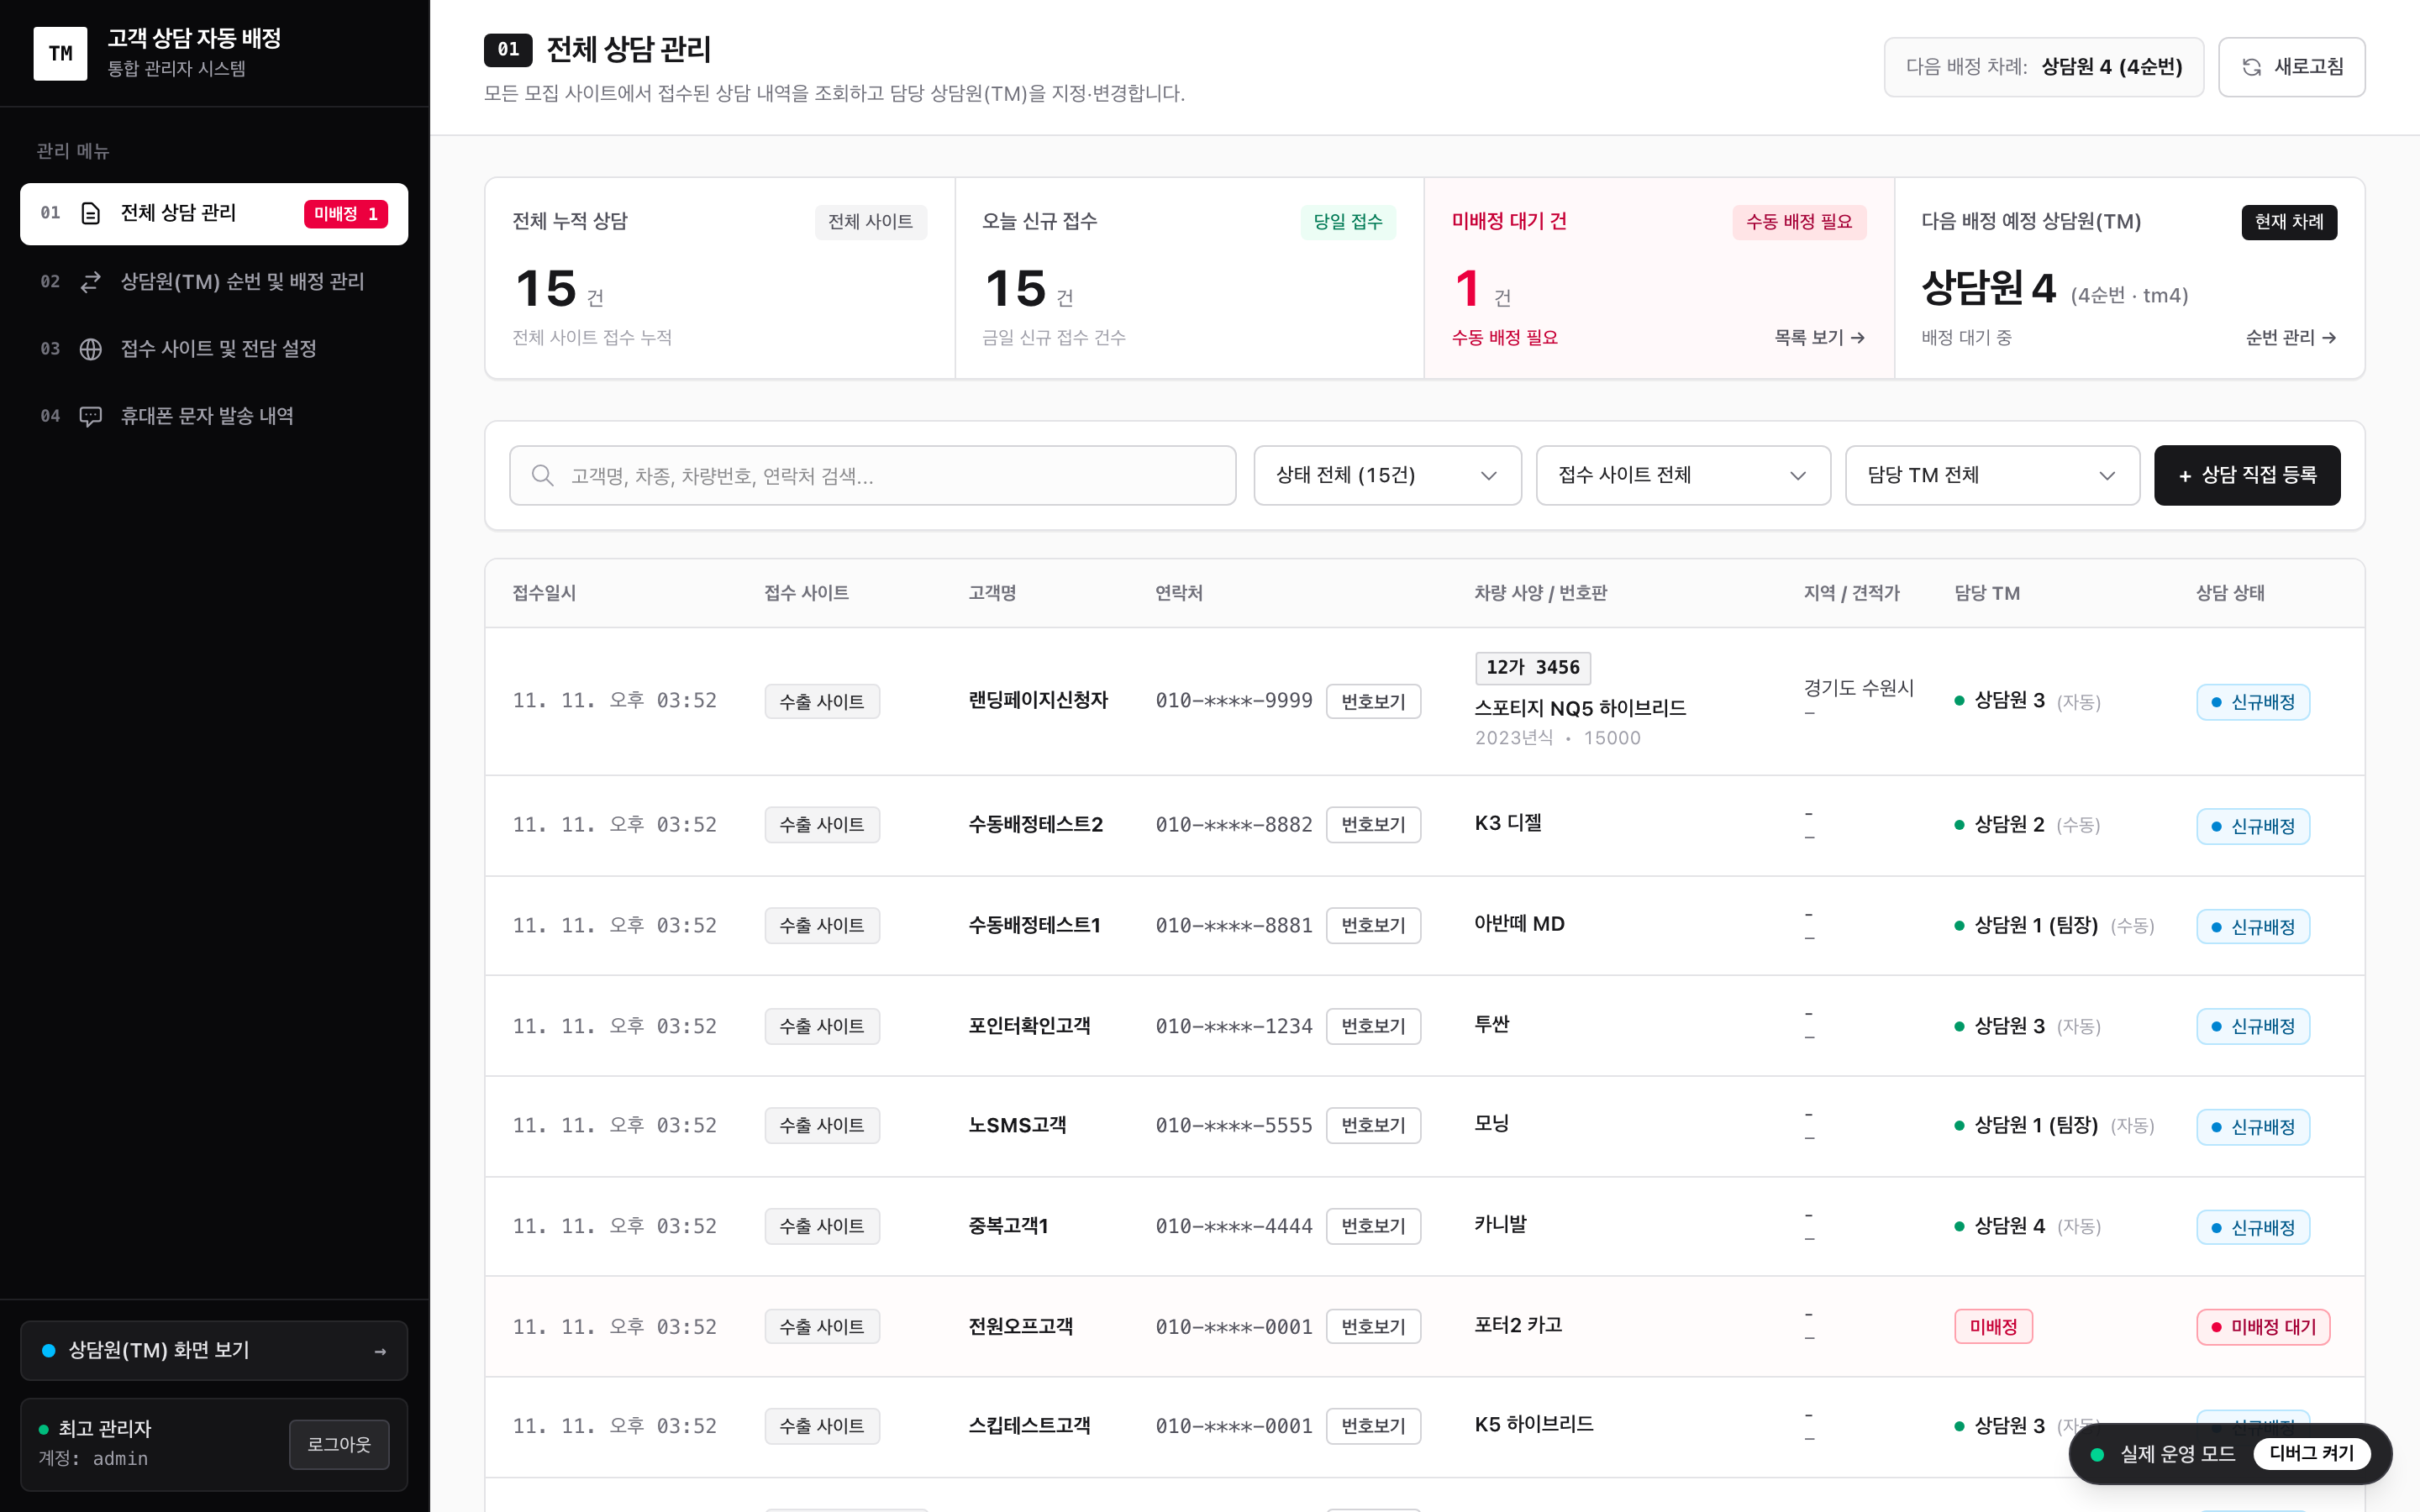 TM
고객 상담 자동 배정
통합 관리자 시스템
관리 메뉴
01 전체 상담 관리 미배정 1
02 상담원(TM) 순번 및 배정 관리
03 접수 사이트 및 전담 설정
04 휴대폰 문자 발송 내역
상담원(TM) 화면 보기 →
최고 관리자
계정: admin
로그아웃
01 전체 상담 관리
모든 모집 사이트에서 접수된 상담 내역을 조회하고 담당 상담원(TM)을 지정·변경합니다.
다음 배정 차례: 상담원 4 (4순번)
새로고침
전체 누적 상담 전체 사이트
15 건
전체 사이트 접수 누적
오늘 신규 접수 당일 접수
15 건
금일 신규 접수 건수
미배정 대기 건 수동 배정 필요
1 건
수동 배정 필요 목록 보기 →
다음 배정 예정 상담원(TM) 현재 차례
상담원 4 (4순번 · tm4)
배정 대기 중 순번 관리 →
고객명, 차종, 차량번호, 연락처 검색...
상태 전체 (15건)
접수 사이트 전체
담당 TM 전체
+ 상담 직접 등록
접수일시 접수 사이트 고객명 연락처 차량 사양 / 번호판 지역 / 견적가 담당 TM 상담 상태
11. 11. 오후 03:52 수출 사이트 랜딩페이지신청자 010-****-9999 번호보기 12가 3456
스포티지 NQ5 하이브리드
2023년식 • 15000
경기도 수원시
–
상담원 3 (자동) 신규배정
11. 11. 오후 03:52 수출 사이트 수동배정테스트2 010-****-8882 번호보기 K3 디젤 -
–
상담원 2 (수동) 신규배정
11. 11. 오후 03:52 수출 사이트 수동배정테스트1 010-****-8881 번호보기 아반떼 MD -
–
상담원 1 (팀장) (수동) 신규배정
11. 11. 오후 03:52 수출 사이트 포인터확인고객 010-****-1234 번호보기 투싼 -
–
상담원 3 (자동) 신규배정
11. 11. 오후 03:52 수출 사이트 노SMS고객 010-****-5555 번호보기 모닝 -
–
상담원 1 (팀장) (자동) 신규배정
11. 11. 오후 03:52 수출 사이트 중복고객1 010-****-4444 번호보기 카니발 -
–
상담원 4 (자동) 신규배정
11. 11. 오후 03:52 수출 사이트 전원오프고객 010-****-0001 번호보기 포터2 카고 -
–
미배정 미배정 대기
11. 11. 오후 03:52 수출 사이트 스킵테스트고객 010-****-0001 번호보기 K5 하이브리드 -
–
상담원 3
실제 운영 모드 디버그 켜기